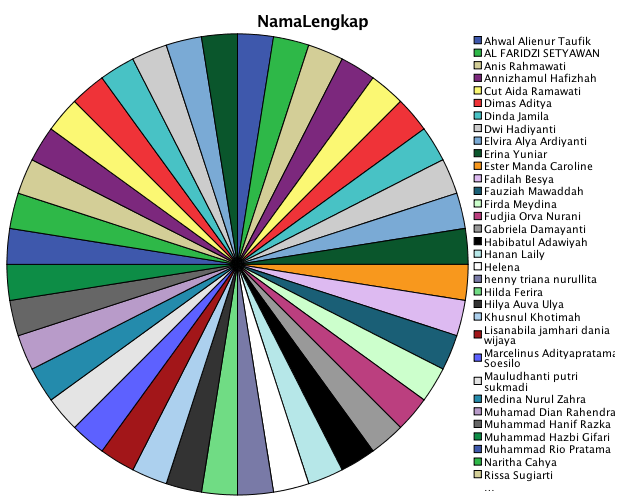 NamaLengkap
Ahwal Alienur Taufik
AL FARIDZI SETYAWAN
Anis Rahmawati
Annizhamul Hafizhah
Cut Aida Ramawati
Dimas Aditya
Dinda Jamila
Dwi Hadiyanti
Elvira Alya Ardiyanti
Erina Yuniar
Ester Manda Caroline
Fadilah Besya
Fauziah Mawaddah
Firda Meydina
Fudjia Orva Nurani
Gabriela Damayanti
Habibatul Adawiyah
Hanan Laily
Helena
henny triana nurullita
Hilda Ferira
Hilya Auva Ulya
Khusnul Khotimah
Lisanabila jamhari dania
wijaya
Marcelinus Adityapratama
Soesilo
Mauludhanti putri
sukmadi
Medina Nurul Zahra
Muhamad Dian Rahendra
Muhammad Hanif Razka
Muhammad Hazbi Gifari
Muhammad Rio Pratama
Naritha Cahya
Rissa Sugiarti
...